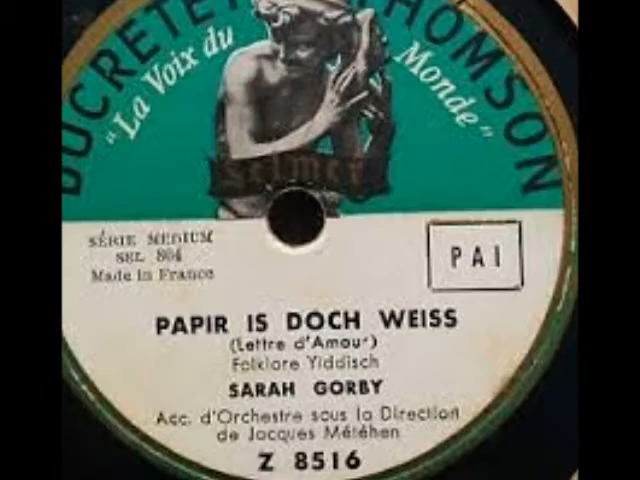 DUCRETET THOMSON
"La Voix du Monde"
Selmer
SÉRIE MEDIUM
SEL 804
Made in France
PAI
PAPIR IS DOCH WEISS
(Lettre d'Amour)
Folklore Yiddisch
SARAH GORBY
Acc. d'Orchestre sous la Direction
de Jacques Météhen
Z 8516